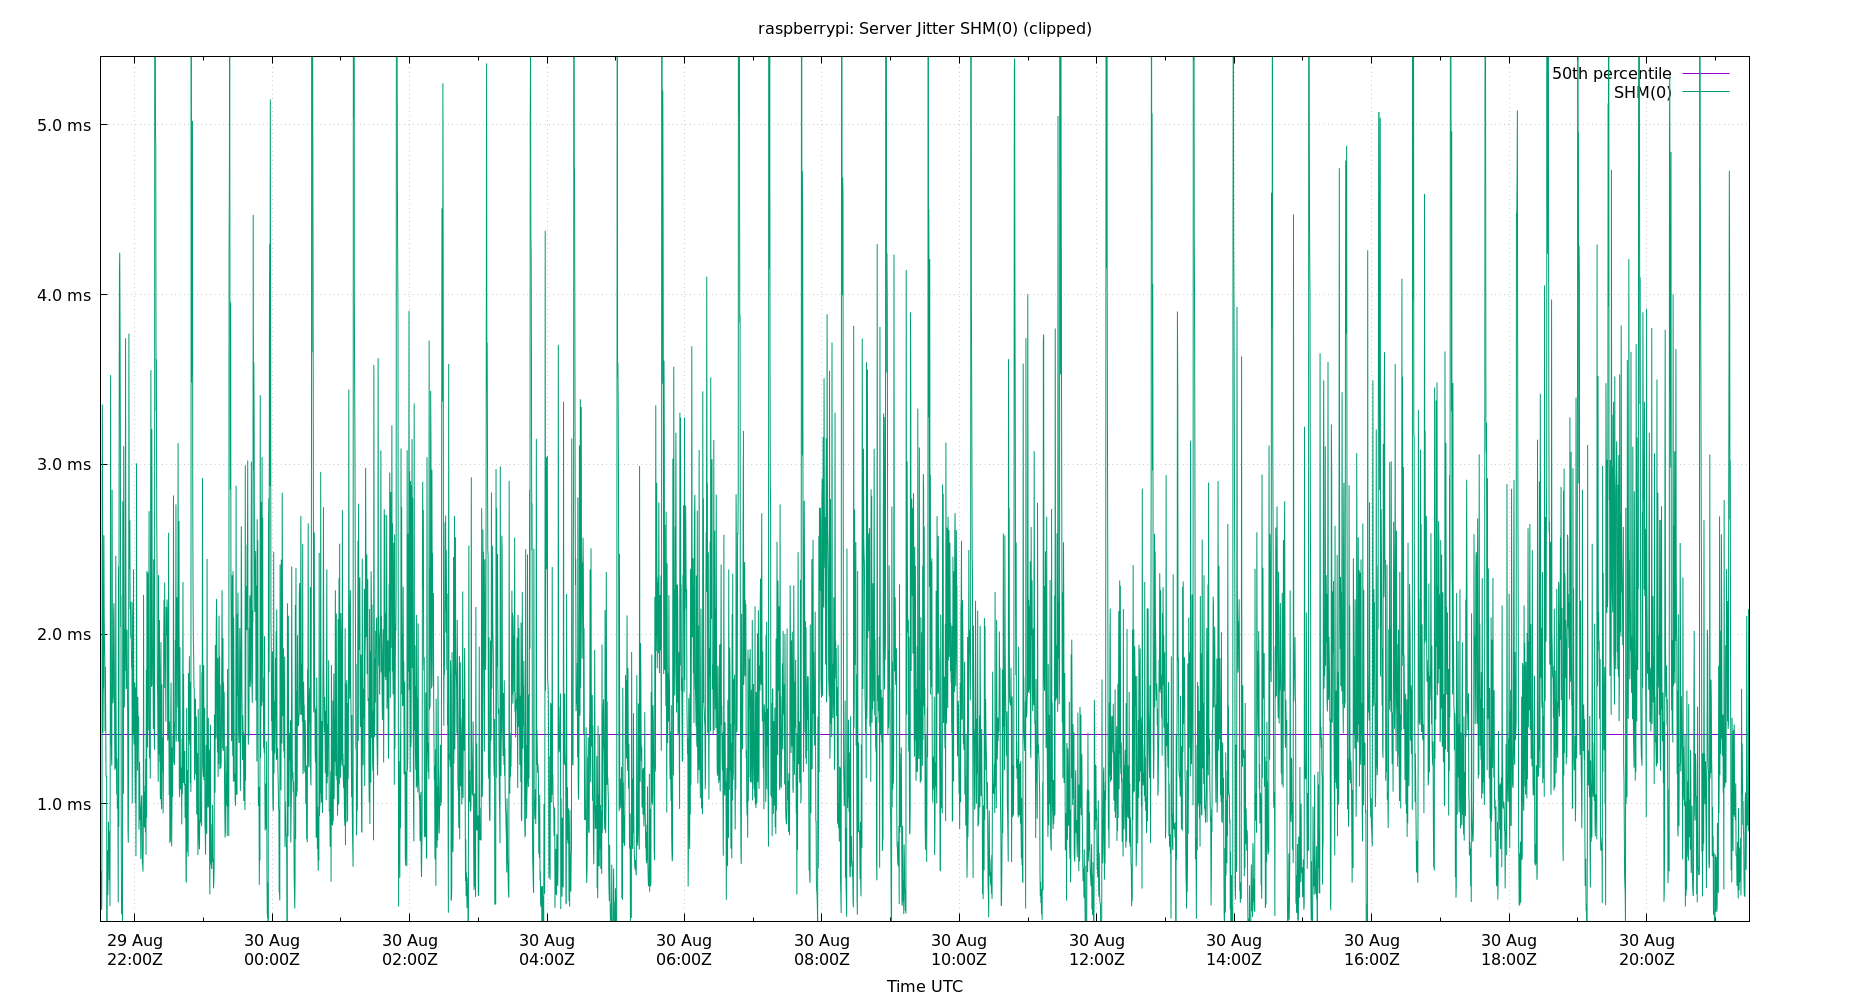 raspberrypi: Server Jitter SHM(0) (clipped)
50th percentile
SHM(0)
5.0 ms
4.0 ms
3.0 ms
2.0 ms
1.0 ms
29 Aug 30 Aug 30 Aug 30 Aug 30 Aug 30 Aug 30 Aug 30 Aug 30 Aug 30 Aug 30 Aug 30 Aug
22:00Z 00:00Z 02:00Z 04:00Z 06:00Z 08:00Z 10:00Z 12:00Z 14:00Z 16:00Z 18:00Z 20:00Z
Time UTC